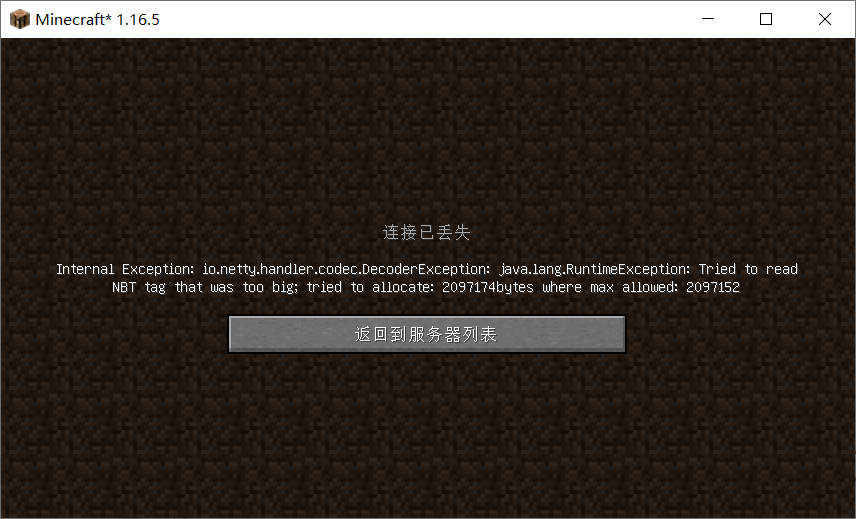 Minecraft* 1.16.5
连接已丢失
Internal Exception: io.netty.handler.codec.DecoderException: java.lang.RuntimeException: Tried to read
NBT tag that was too big; tried to allocate: 2097174bytes where max allowed: 2097152
返回到服务器列表